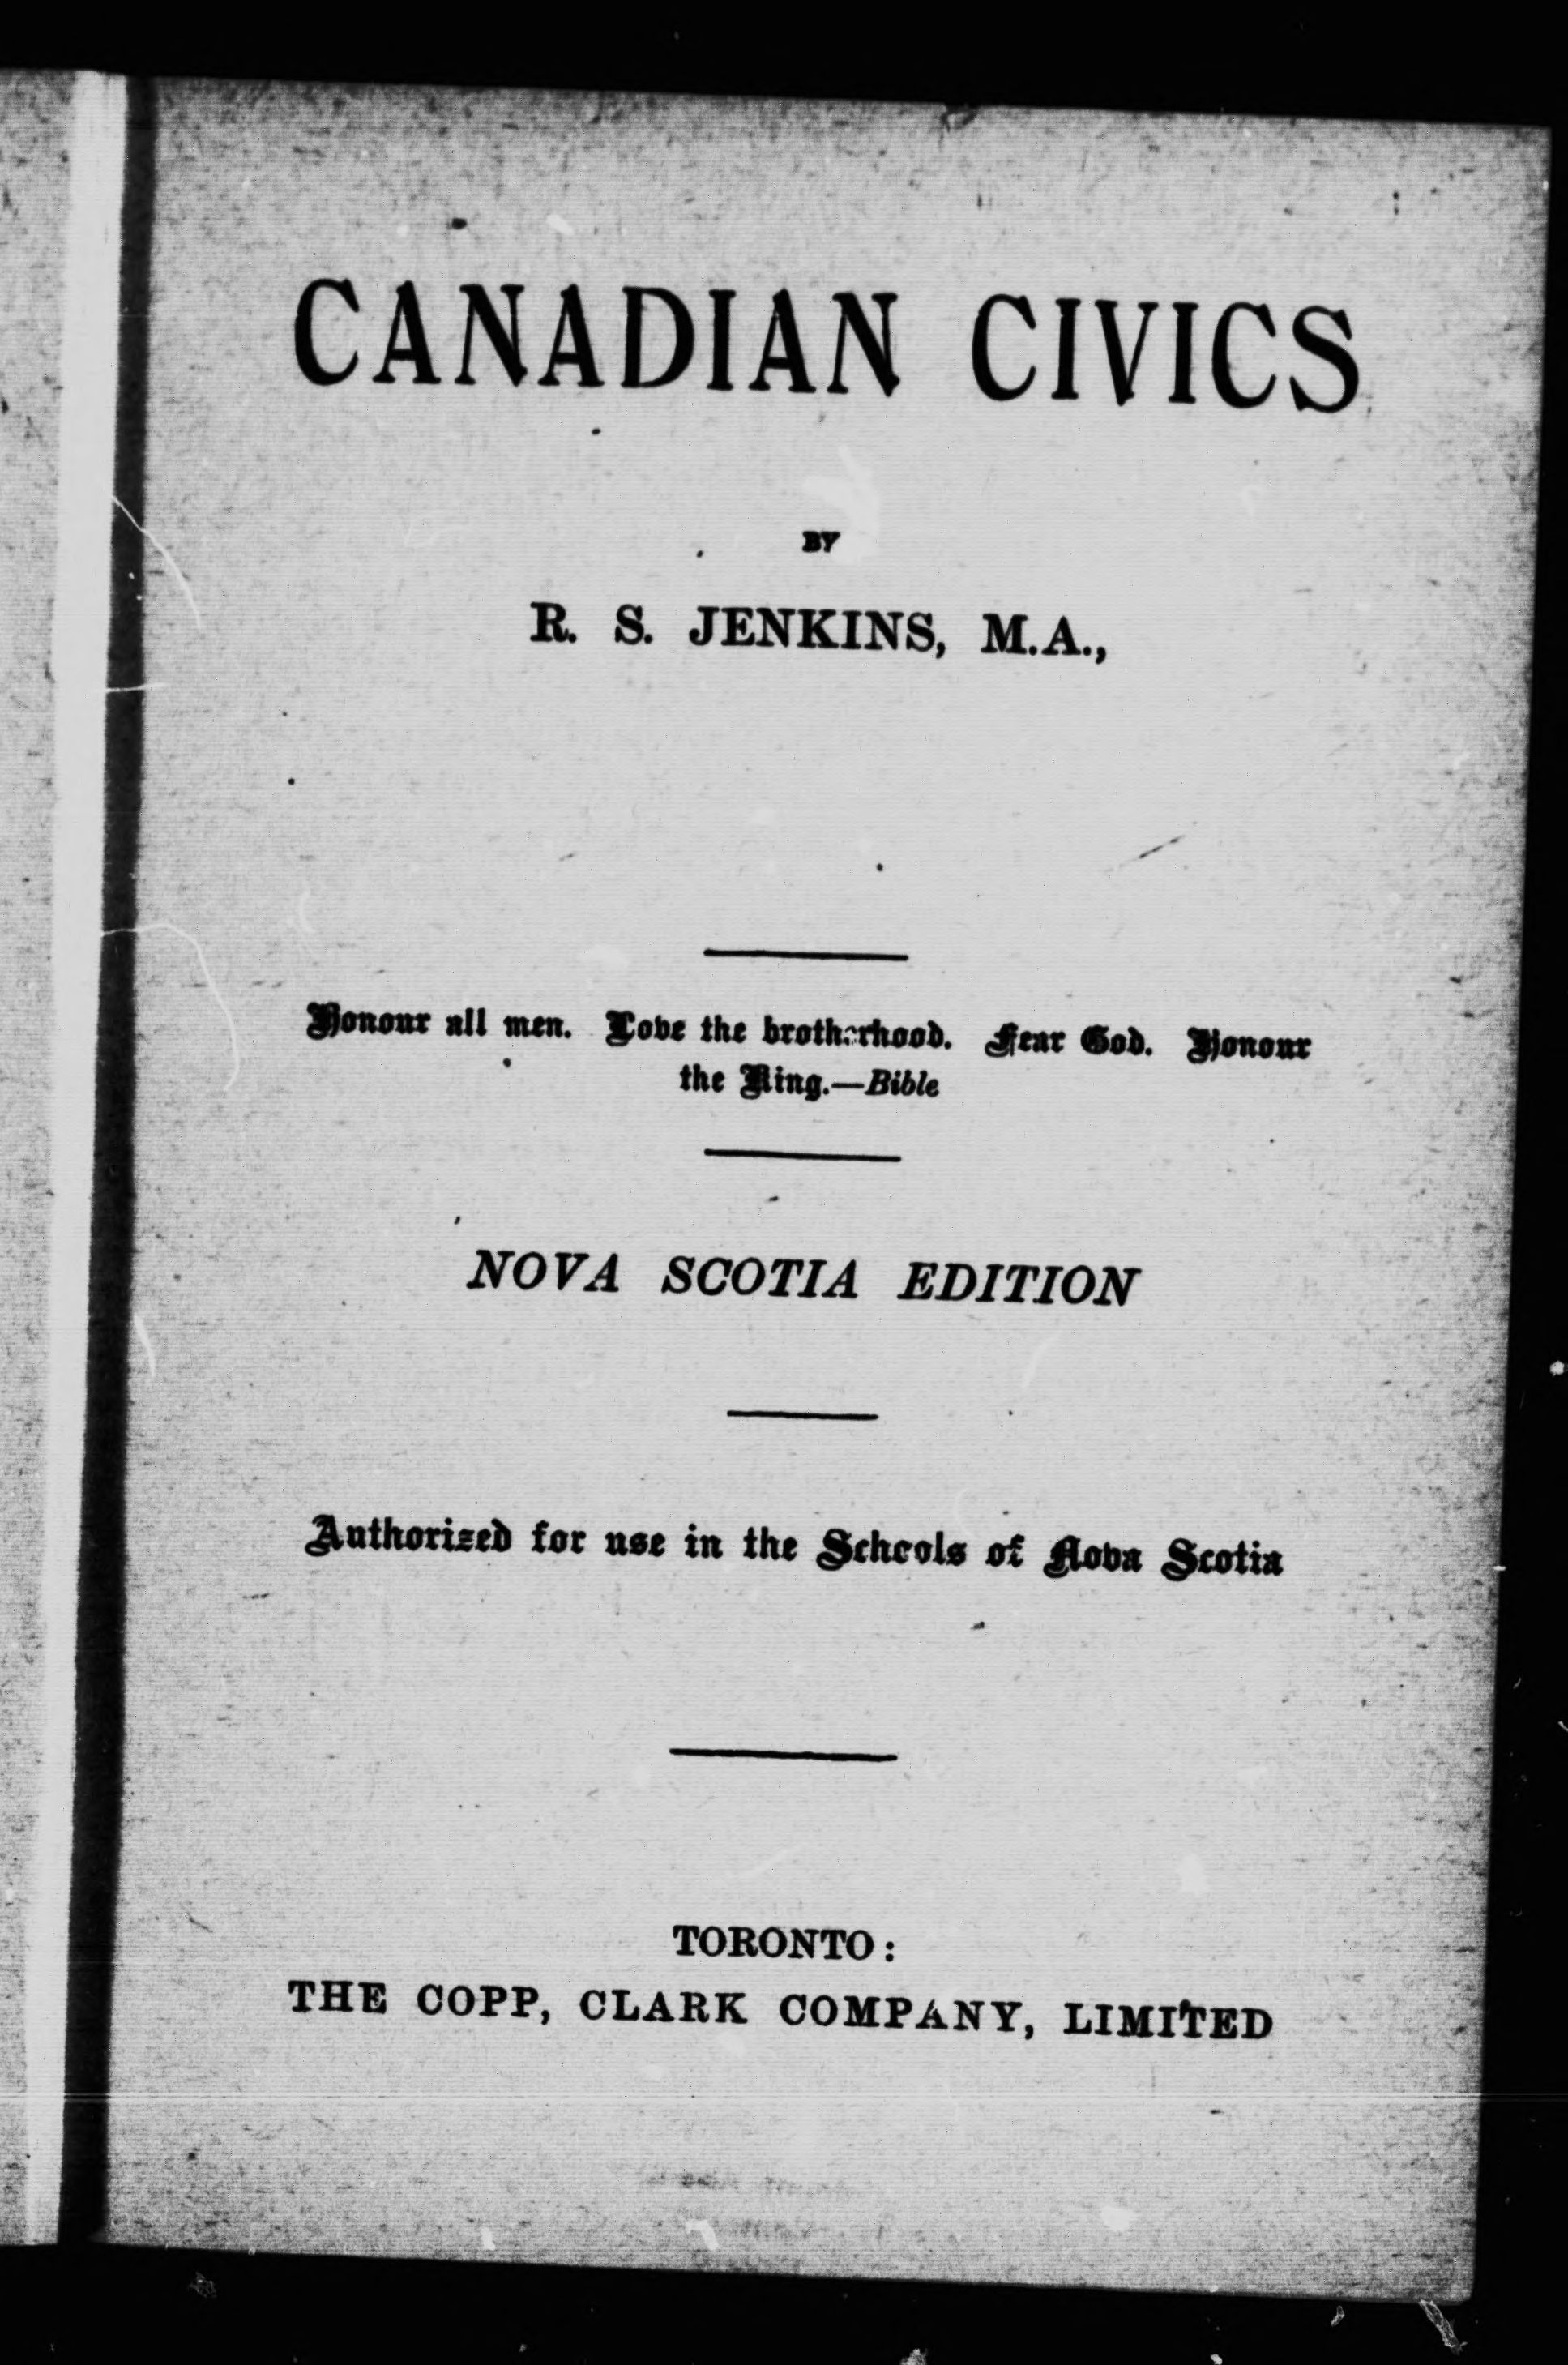 CANADIAN CIVICS
BY
R. S. JENKINS, M.A.,
Honour all men. Love the brotherhood. Fear God. Honour
the King.—Bible
NOVA SCOTIA EDITION
Authorized for use in the Schools of Nova Scotia
TORONTO:
THE COPP, CLARK COMPANY, LIMITED